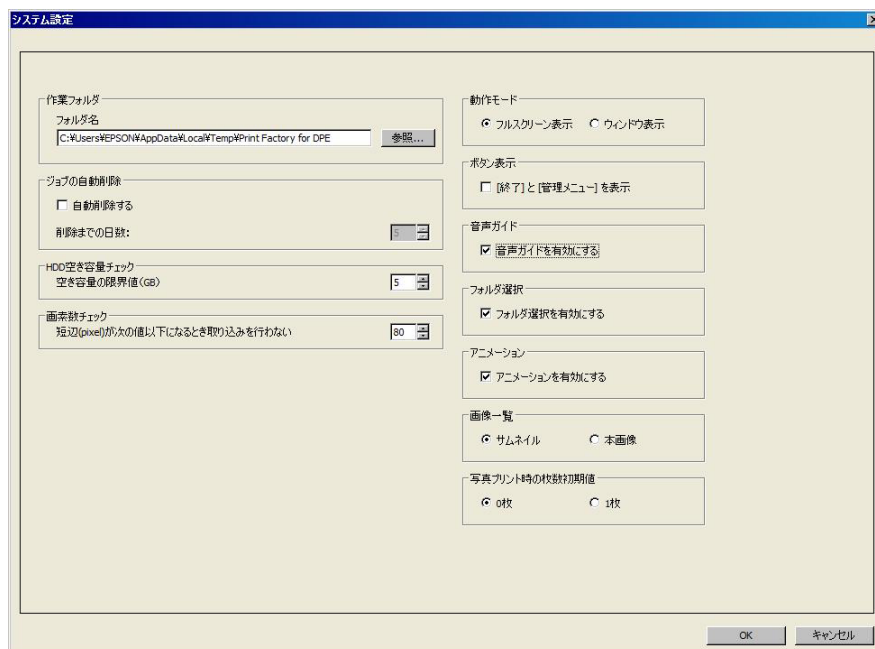 システム設定
作業フォルダ
フォルダ名
C:¥Users¥EPSON¥AppData¥Local¥Temp¥Print Factory for DPE
参照...
ジョブの自動削除
自動削除する
削除までの日数:
5
HDD空き容量チェック
空き容量の限界値(GB)
5
画素数チェック
短辺(pixel)が次の値以下になるとき取り込みを行わない
80
動作モード
フルスクリーン表示 ウィンドウ表示
ボタン表示
[終了]と[管理メニュー]を表示
音声ガイド
音声ガイドを有効にする
フォルダ選択
フォルダ選択を有効にする
アニメーション
アニメーションを有効にする
画像一覧
サムネイル 本画像
写真プリント時の枚数初期値
0枚 1枚
OK キャンセル